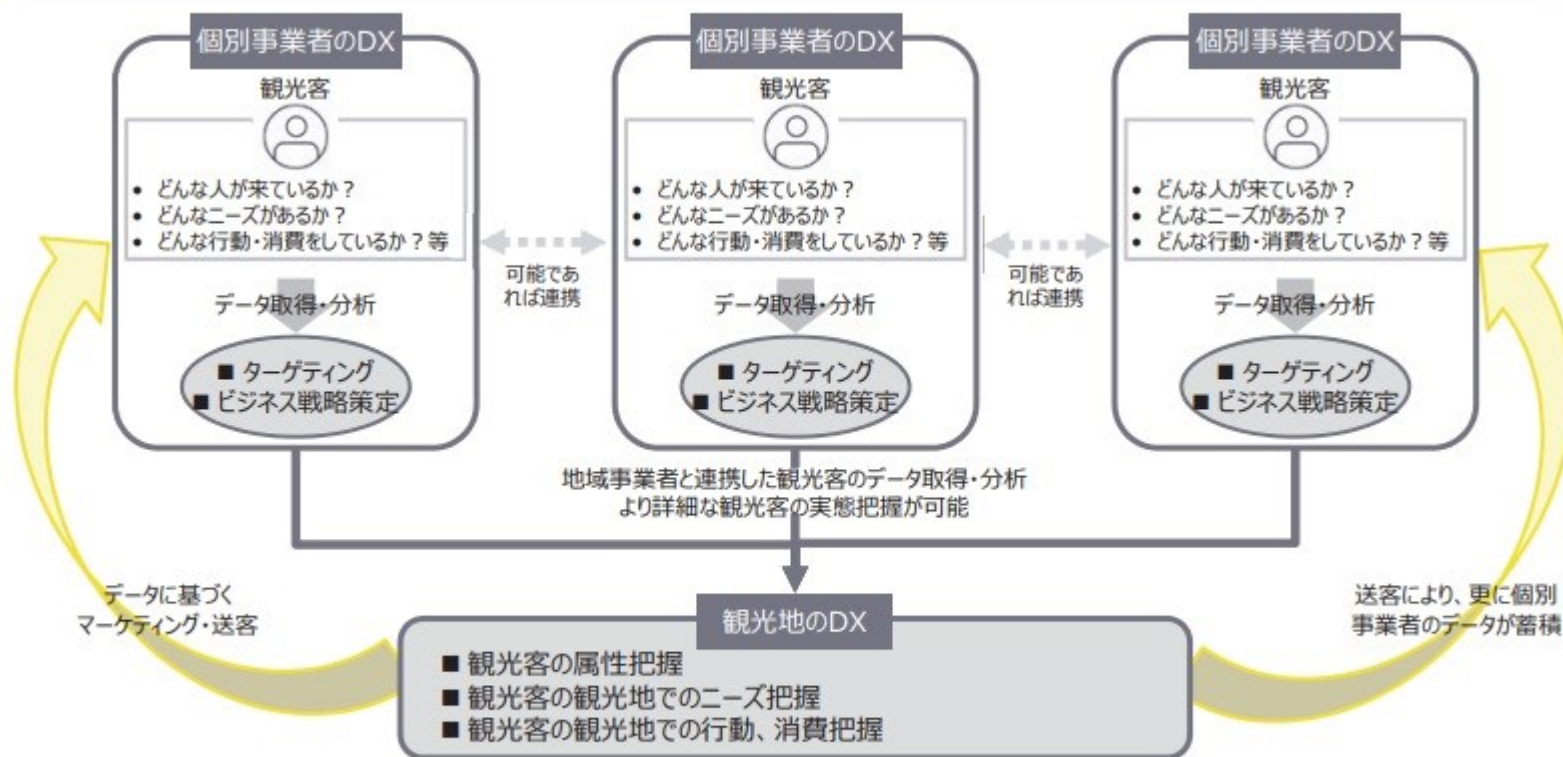 個別事業者のDX
観光客
• どんな人が来ているか？
• どんなニーズがあるか？
• どんな行動・消費をしているか？等
データ取得・分析
■ ターゲティング
■ ビジネス戦略策定
可能であ
れば連携
個別事業者のDX
観光客
• どんな人が来ているか？
• どんなニーズがあるか？
• どんな行動・消費をしているか？等
データ取得・分析
■ ターゲティング
■ ビジネス戦略策定
可能であ
れば連携
個別事業者のDX
観光客
• どんな人が来ているか？
• どんなニーズがあるか？
• どんな行動・消費をしているか？等
データ取得・分析
■ ターゲティング
■ ビジネス戦略策定
地域事業者と連携した観光客のデータ取得・分析
より詳細な観光客の実態把握が可能
データに基づく
マーケティング・送客
送客により、更に個別
事業者のデータが蓄積
観光地のDX
■ 観光客の属性把握
■ 観光客の観光地でのニーズ把握
■ 観光客の観光地での行動、消費把握